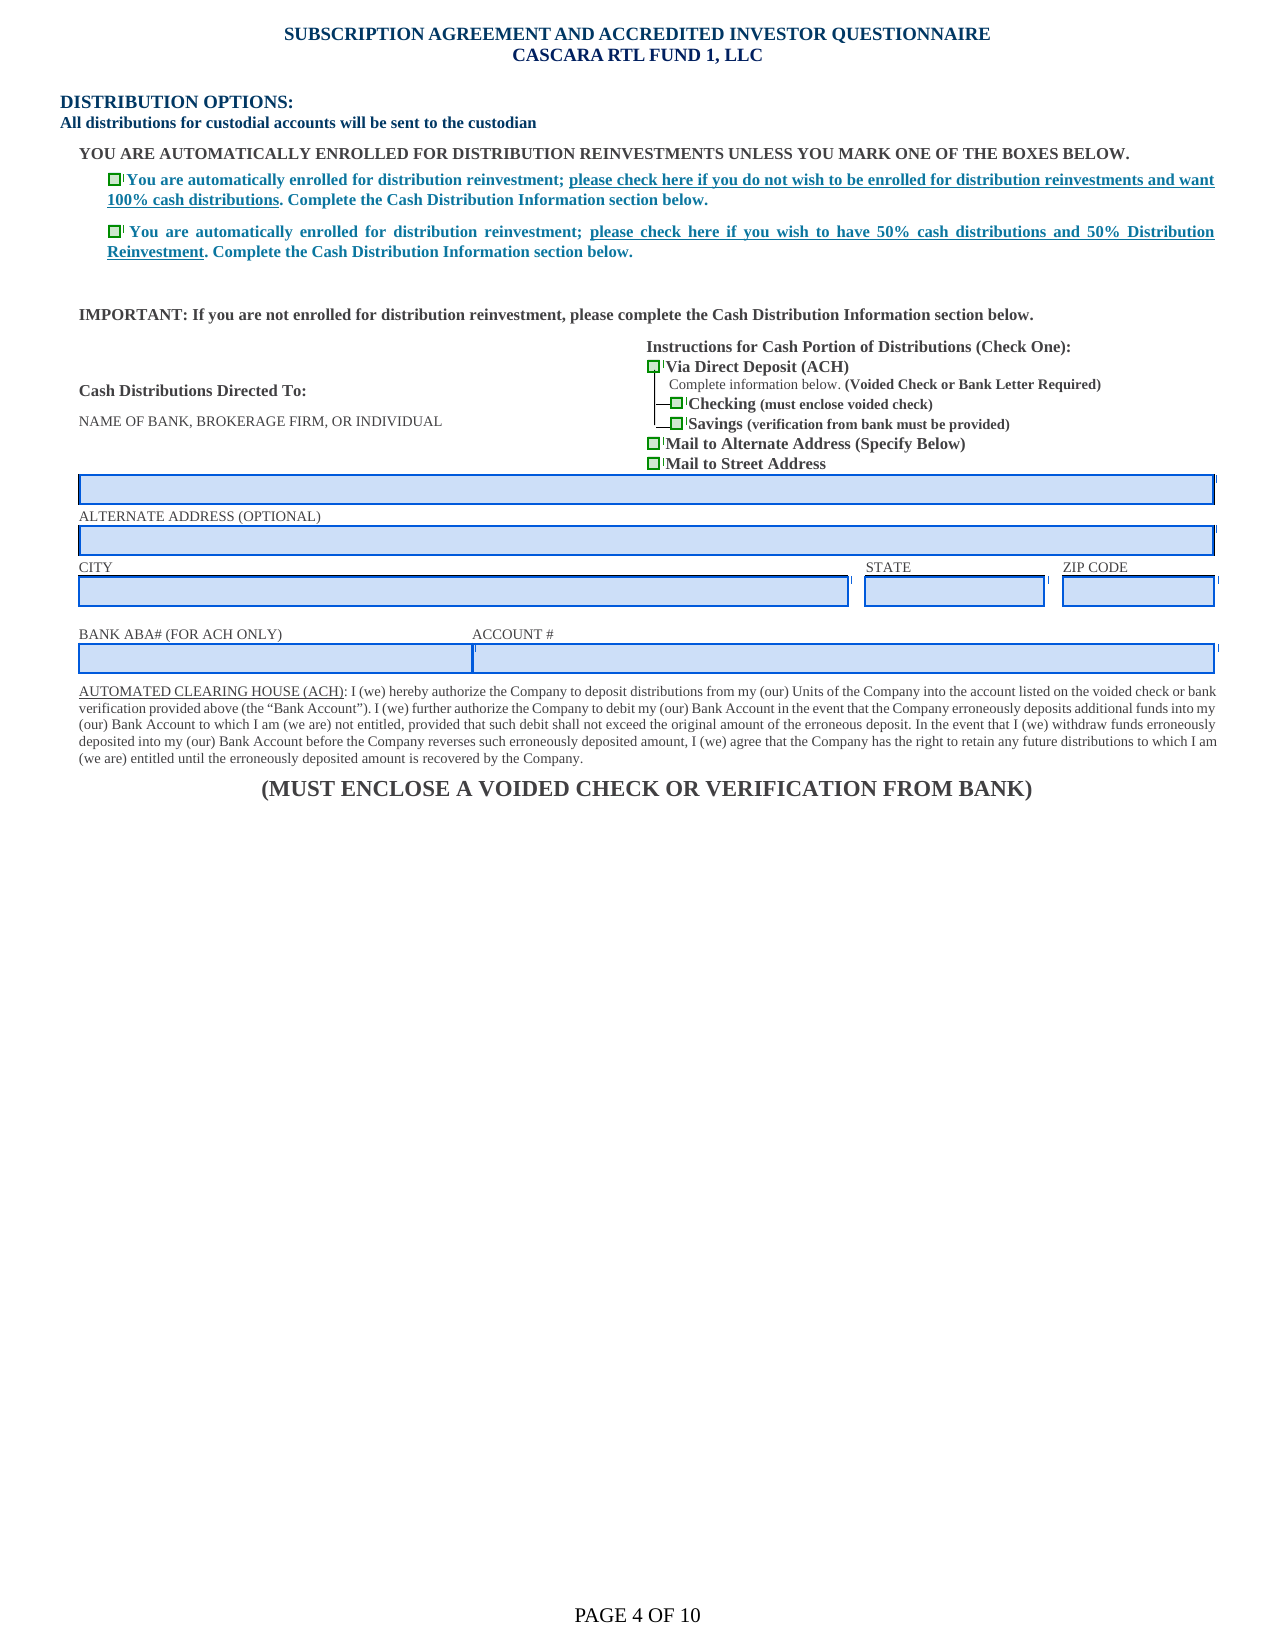 SUBSCRIPTION AGREEMENT AND ACCREDITED INVESTOR QUESTIONNAIRE
CASCARA RTL FUND 1, LLC
DISTRIBUTION OPTIONS:
All distributions for custodial accounts will be sent to the custodian
YOU ARE AUTOMATICALLY ENROLLED FOR DISTRIBUTION REINVESTMENTS UNLESS YOU MARK ONE OF THE BOXES BELOW.
You are automatically enrolled for distribution reinvestment; please check here if you do not wish to be enrolled for distribution reinvestments and want
100% cash distributions. Complete the Cash Distribution Information section below.
You are automatically enrolled for distribution reinvestment; please check here if you wish to have 50% cash distributions and 50% Distribution
Reinvestment. Complete the Cash Distribution Information section below.
IMPORTANT: If you are not enrolled for distribution reinvestment, please complete the Cash Distribution Information section below.
Instructions for Cash Portion of Distributions (Check One):
Via Direct Deposit (ACH)
Complete information below. (Voided Check or Bank Letter Required)
Cash Distributions Directed To:
Checking (must enclose voided check)
NAME OF BANK, BROKERAGE FIRM, OR INDIVIDUAL
Savings (verification from bank must be provided)
Mail to Alternate Address (Specify Below)
Mail to Street Address
ALTERNATE ADDRESS (OPTIONAL)
CITY STATE ZIP CODE
BANK ABA# (FOR ACH ONLY) ACCOUNT #
AUTOMATED CLEARING HOUSE (ACH): I (we) hereby authorize the Company to deposit distributions from my (our) Units of the Company into the account listed on the voided check or bank
verification provided above (the “Bank Account”). I (we) further authorize the Company to debit my (our) Bank Account in the event that the Company erroneously deposits additional funds into my
(our) Bank Account to which I am (we are) not entitled, provided that such debit shall not exceed the original amount of the erroneous deposit. In the event that I (we) withdraw funds erroneously
deposited into my (our) Bank Account before the Company reverses such erroneously deposited amount, I (we) agree that the Company has the right to retain any future distributions to which I am
(we are) entitled until the erroneously deposited amount is recovered by the Company.
(MUST ENCLOSE A VOIDED CHECK OR VERIFICATION FROM BANK)
PAGE 4 OF 10